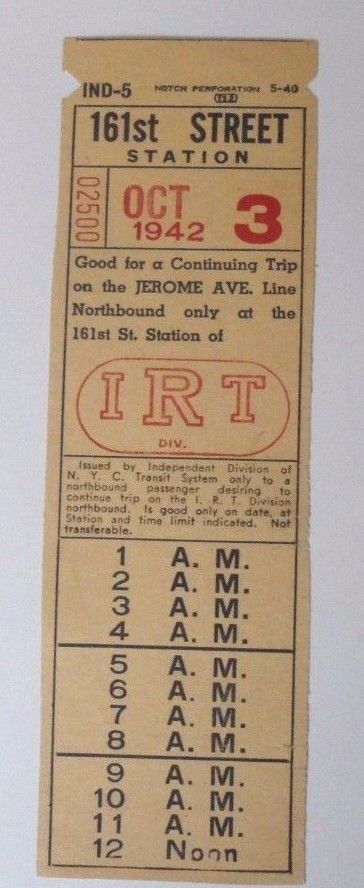 IND-5 NOTCH PERFORATION 5-40
161st STREET
STATION
02500
OCT 3
1942
Good for a Continuing Trip
on the JEROME AVE. Line
Northbound only at the
161st St. Station of
IRT
DIV.
Issued by Independent Division of
N. Y. C. Transit System only to a
northbound passenger desiring to
continue trip on the I. R. T. Division
northbound. Is good only on date, at
Station and time limit indicated. Not
transferable.
1 A. M.
2 A. M.
3 A. M.
4 A. M.
5 A. M.
6 A. M.
7 A. M.
8 A. M.
9 A. M.
10 A. M.
11 A. M.
12 Noon